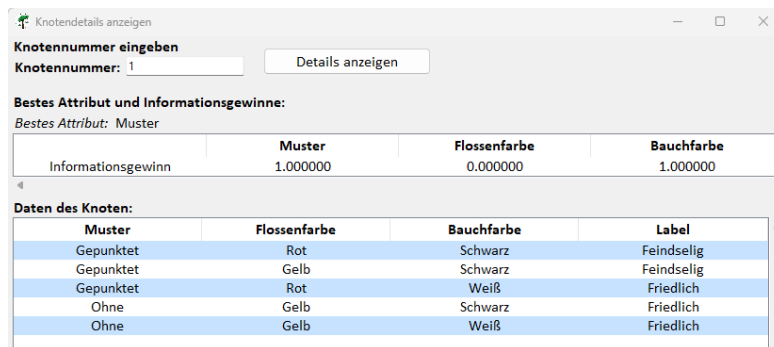 Knotendetails anzeigen
Knotennummer eingeben
Knotennummer: 1 Details anzeigen
Bestes Attribut und Informationsgewinne:
Bestes Attribut: Muster
Muster Flossenfarbe Bauchfarbe
Informationsgewinn 1.000000 0.000000 1.000000
Daten des Knoten:
Muster Flossenfarbe Bauchfarbe Label
Gepunktet Rot Schwarz Feindselig
Gepunktet Gelb Schwarz Feindselig
Gepunktet Rot Weiß Friedlich
Ohne Gelb Schwarz Friedlich
Ohne Gelb Weiß Friedlich